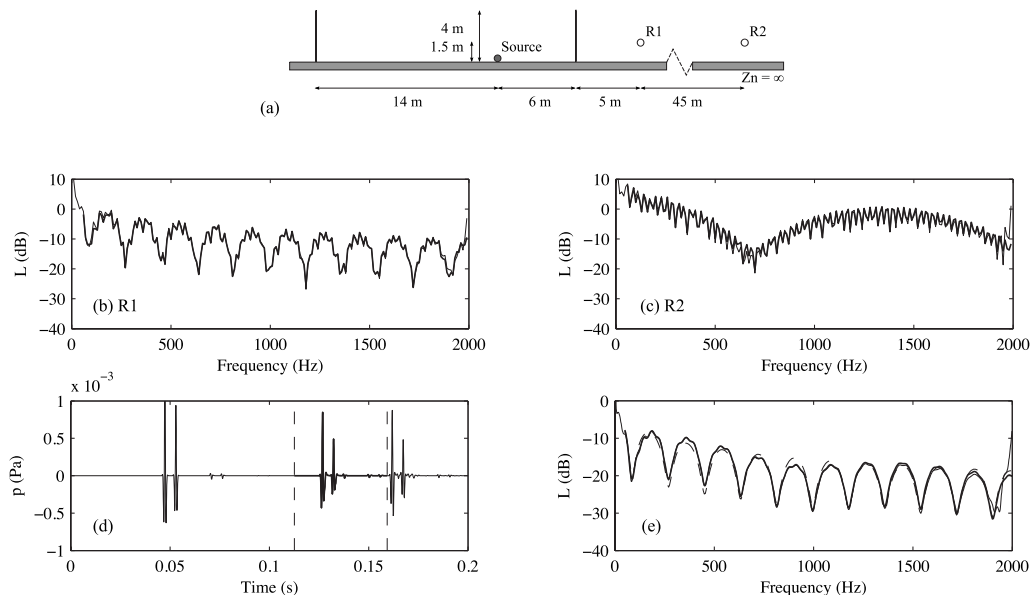 4 m
1.5 m
Source
R1
R2
Zn = ∞
14 m
6 m
5 m
45 m
(a)
10
0
−10
−20
−30
−40
L (dB)
(b) R1
0
500
1000
1500
2000
Frequency (Hz)
10
0
−10
−20
−30
−40
L (dB)
(c) R2
0
500
1000
1500
2000
Frequency (Hz)
x 10⁻³
1
0.5
0
−0.5
−1
p (Pa)
(d)
0
0.05
0.1
0.15
0.2
Time (s)
0
−10
−20
−30
−40
L (dB)
(e)
0
500
1000
1500
2000
Frequency (Hz)